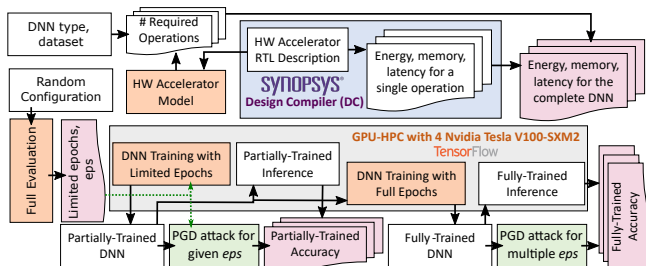 DNN type,
dataset
# Required
Operations
HW Accelerator
RTL Description
SYNOPSYS®
Design Compiler (DC)
Energy, memory,
latency for a
single operation
Energy, memory,
latency for the
complete DNN
Random
Configuration
HW Accelerator
Model
Full Evaluation
Limited epochs,
eps
GPU-HPC with 4 Nvidia Tesla V100-SXM2
TensorFlow
DNN Training with
Limited Epochs
Partially-Trained
Inference
DNN Training with
Full Epochs
Fully-Trained
Inference
Partially-Trained
DNN
PGD attack for
given eps
Partially-Trained
Accuracy
Fully-Trained
DNN
PGD attack for
multiple eps
Fully-Trained
Accuracy